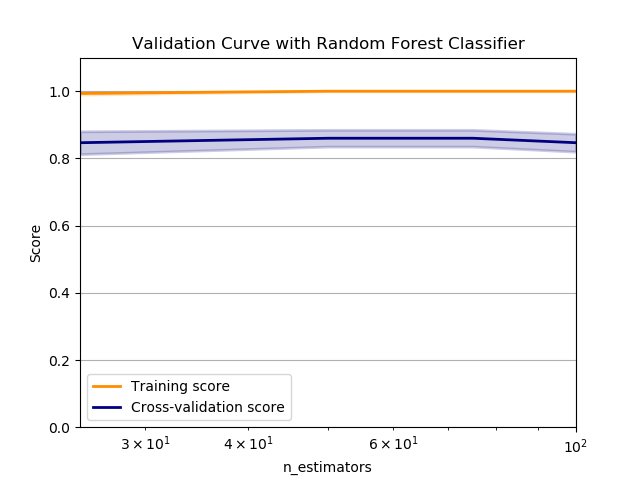 Validation Curve with Random Forest Classifier
1.0
0.8
0.6
0.4
0.2
0.0
Score
Training score
Cross-validation score
3 × 10¹
4 × 10¹
6 × 10¹
10²
n_estimators